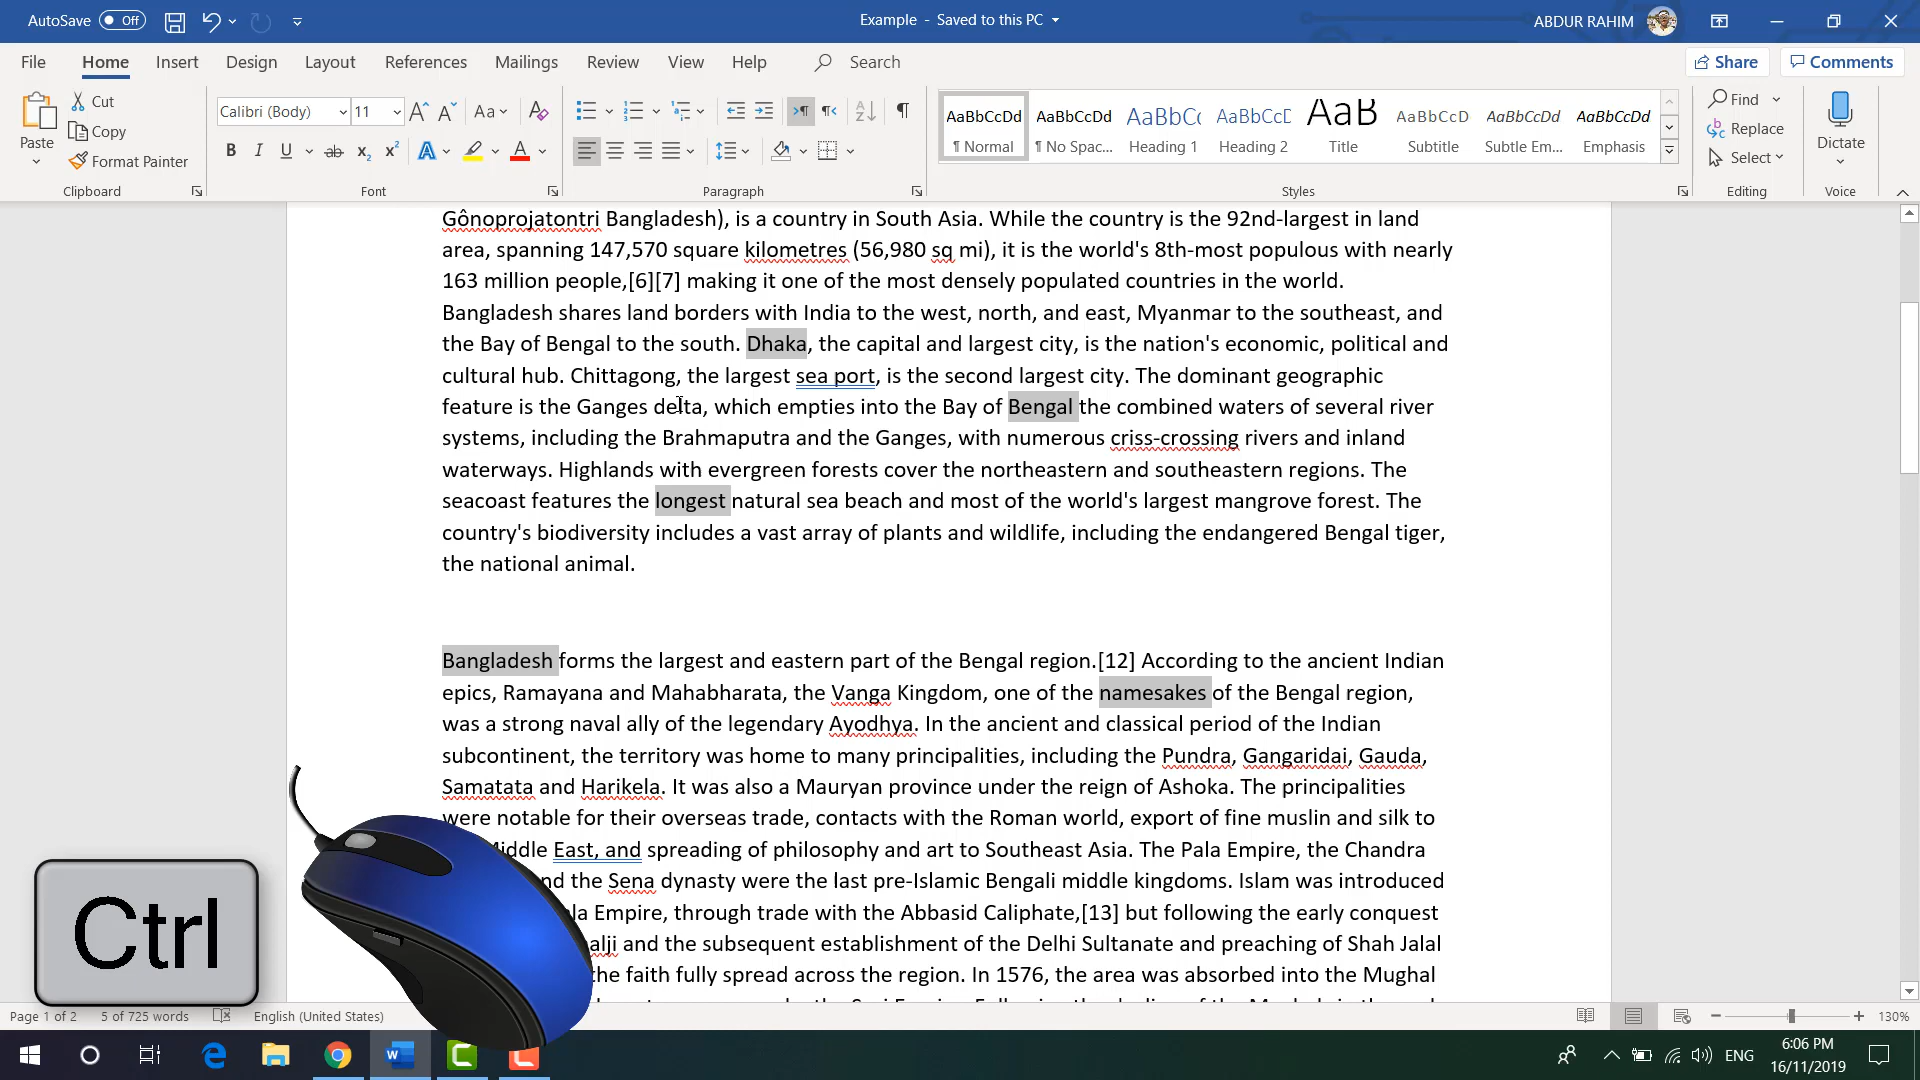 AutoSave Off
Example - Saved to this PC
ABDUR RAHIM
File Home Insert Design Layout References Mailings Review View Help Search
Share Comments
Paste
Cut
Copy
Format Painter
Clipboard
Calibri (Body) 11
Font
Paragraph
AaBbCcDd AaBbCcDd AaBbCc AaBbCcD AaB AaBbCcD AaBbCcDd AaBbCcDd
¶ Normal ¶ No Spac... Heading 1 Heading 2 Title Subtitle Subtle Em... Emphasis
Styles
Find
Replace
Select
Editing
Dictate
Voice
Gônoprojatontri Bangladesh), is a country in South Asia. While the country is the 92nd-largest in land
area, spanning 147,570 square kilometres (56,980 sq mi), it is the world's 8th-most populous with nearly
163 million people,[6][7] making it one of the most densely populated countries in the world.
Bangladesh shares land borders with India to the west, north, and east, Myanmar to the southeast, and
the Bay of Bengal to the south. Dhaka, the capital and largest city, is the nation's economic, political and
cultural hub. Chittagong, the largest sea port, is the second largest city. The dominant geographic
feature is the Ganges delta, which empties into the Bay of Bengal the combined waters of several river
systems, including the Brahmaputra and the Ganges, with numerous criss-crossing rivers and inland
waterways. Highlands with evergreen forests cover the northeastern and southeastern regions. The
seacoast features the longest natural sea beach and most of the world's largest mangrove forest. The
country's biodiversity includes a vast array of plants and wildlife, including the endangered Bengal tiger,
the national animal.
Bangladesh forms the largest and eastern part of the Bengal region.[12] According to the ancient Indian
epics, Ramayana and Mahabharata, the Vanga Kingdom, one of the namesakes of the Bengal region,
was a strong naval ally of the legendary Ayodhya. In the ancient and classical period of the Indian
subcontinent, the territory was home to many principalities, including the Pundra, Gangaridai, Gauda,
Samatata and Harikela. It was also a Mauryan province under the reign of Ashoka. The principalities
were notable for their overseas trade, contacts with the Roman world, export of fine muslin and silk to
Middle East, and spreading of philosophy and art to Southeast Asia. The Pala Empire, the Chandra
nd the Sena dynasty were the last pre-Islamic Bengali middle kingdoms. Islam was introduced
la Empire, through trade with the Abbasid Caliphate,[13] but following the early conquest
alji and the subsequent establishment of the Delhi Sultanate and preaching of Shah Jalal
the faith fully spread across the region. In 1576, the area was absorbed into the Mughal
Ctrl
Page 1 of 2 5 of 725 words English (United States) 130%
ENG
6:06 PM
16/11/2019